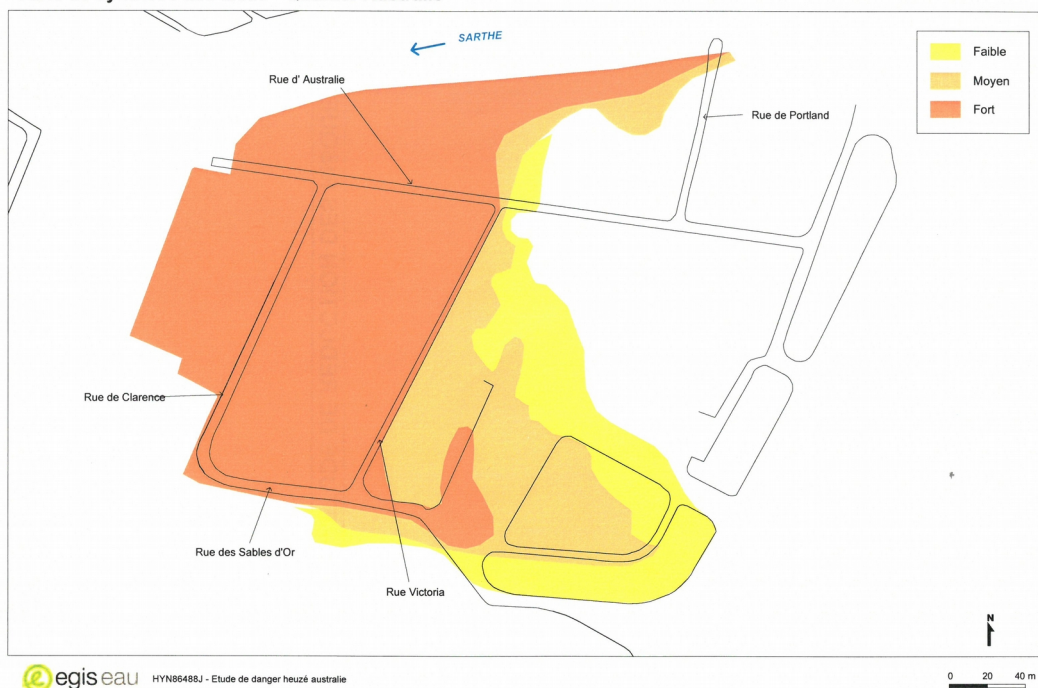 SARTHE
Faible
Moyen
Fort
Rue d' Australie
Rue de Portland
Rue de Clarence
Rue des Sables d'Or
Rue Victoria
N
egis eau HYN86488J - Etude de danger heuzé australie
0 20 40 m